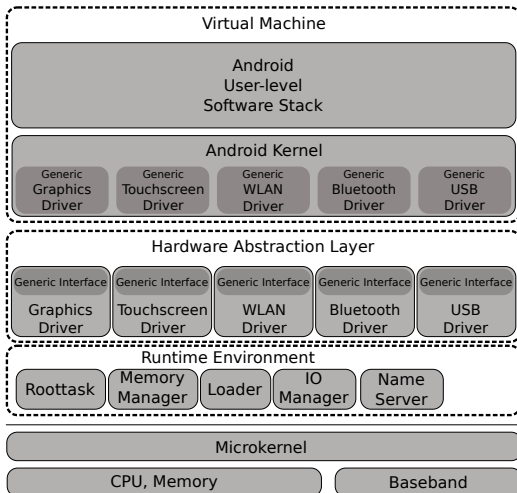 Virtual Machine
Android
User-level
Software Stack
Android Kernel
Generic
Graphics
Driver
Generic
Touchscreen
Driver
Generic
WLAN
Driver
Generic
Bluetooth
Driver
Generic
USB
Driver
Hardware Abstraction Layer
Generic Interface
Graphics
Driver
Generic Interface
Touchscreen
Driver
Generic Interface
WLAN
Driver
Generic Interface
Bluetooth
Driver
Generic Interface
USB
Driver
Runtime Environment
Roottask
Memory
Manager
Loader
IO
Manager
Name
Server
Microkernel
CPU, Memory
Baseband